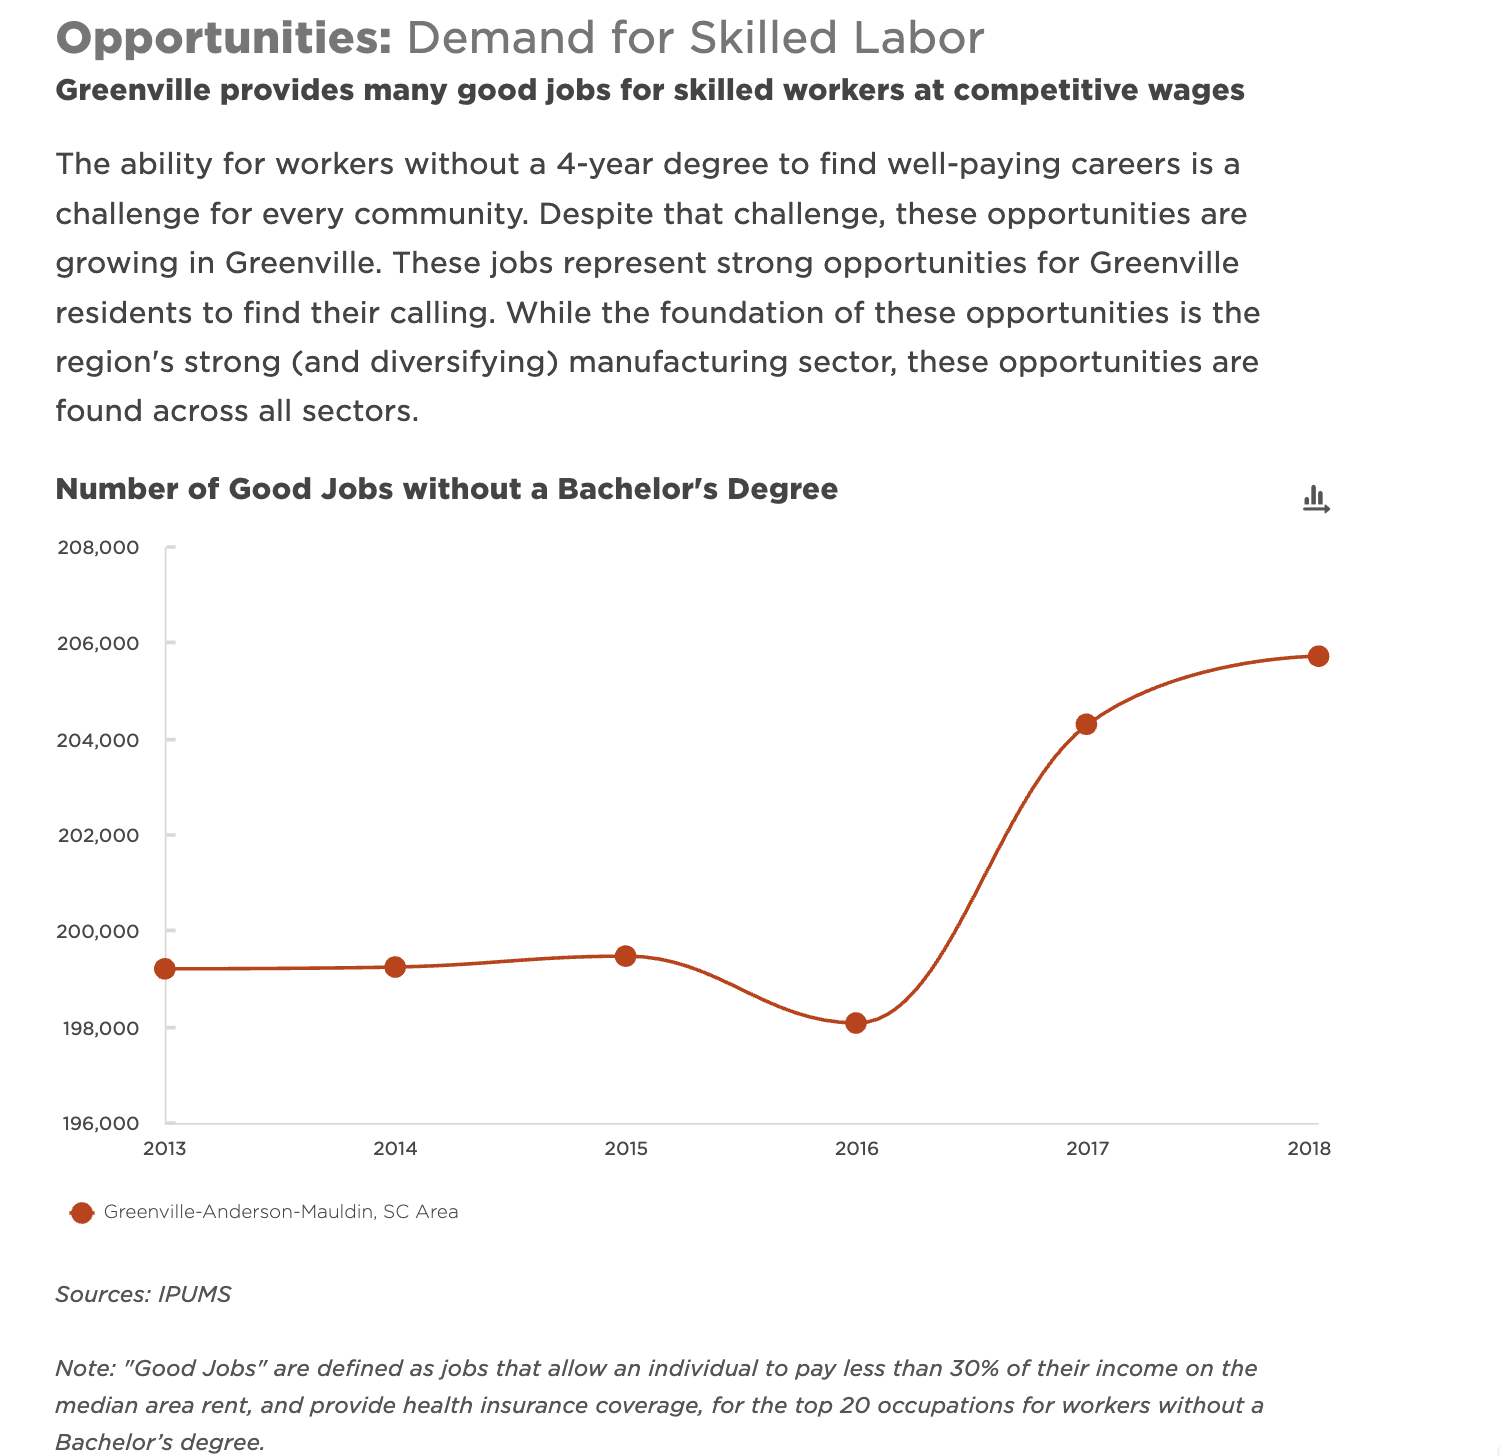 Opportunities: Demand for Skilled Labor
Greenville provides many good jobs for skilled workers at competitive wages
The ability for workers without a 4-year degree to find well-paying careers is a
challenge for every community. Despite that challenge, these opportunities are
growing in Greenville. These jobs represent strong opportunities for Greenville
residents to find their calling. While the foundation of these opportunities is the
region's strong (and diversifying) manufacturing sector, these opportunities are
found across all sectors.
Number of Good Jobs without a Bachelor's Degree
208,000
206,000
204,000
202,000
200,000
198,000
196,000
2013 2014 2015 2016 2017 2018
Greenville-Anderson-Mauldin, SC Area
Sources: IPUMS
Note: "Good Jobs" are defined as jobs that allow an individual to pay less than 30% of their income on the
median area rent, and provide health insurance coverage, for the top 20 occupations for workers without a
Bachelor’s degree.